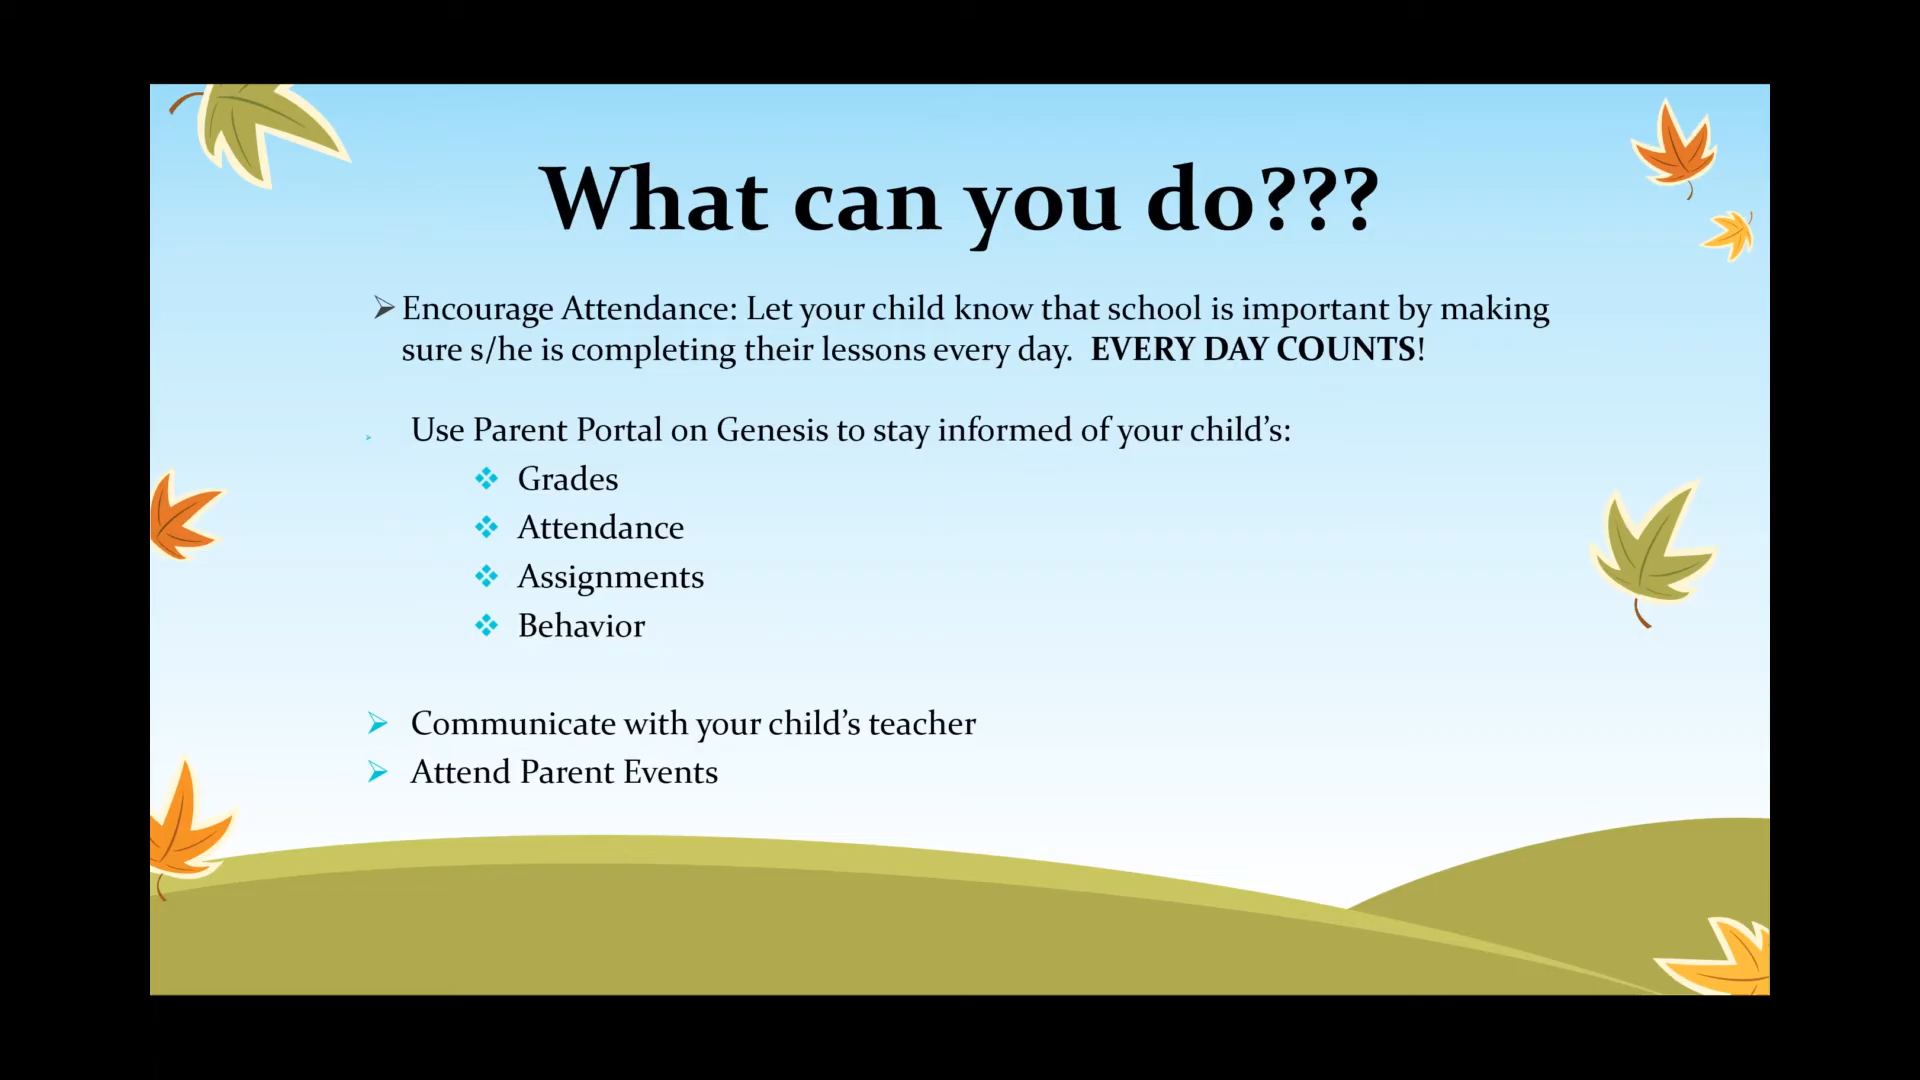 What can you do???
Encourage Attendance: Let your child know that school is important by making
sure s/he is completing their lessons every day. EVERY DAY COUNTS!
Use Parent Portal on Genesis to stay informed of your child’s:
Grades
Attendance
Assignments
Behavior
Communicate with your child’s teacher
Attend Parent Events